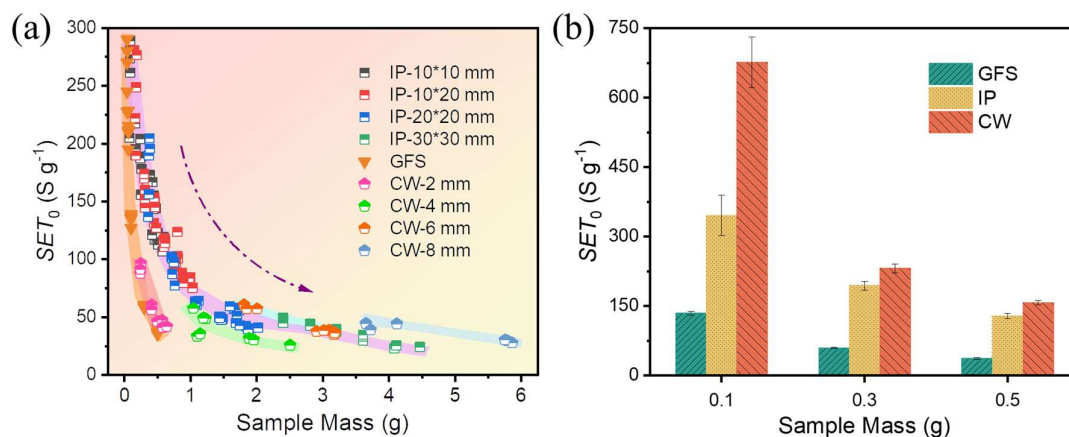 (a)
300
250
200
150
100
50
0
SET₀ (S g⁻¹)
IP-10*10 mm
IP-10*20 mm
IP-20*20 mm
IP-30*30 mm
GFS
CW-2 mm
CW-4 mm
CW-6 mm
CW-8 mm
0 1 2 3 4 5 6
Sample Mass (g)
(b)
750
600
450
300
150
0
SET₀ (S g⁻¹)
GFS
IP
CW
0.1 0.3 0.5
Sample Mass (g)